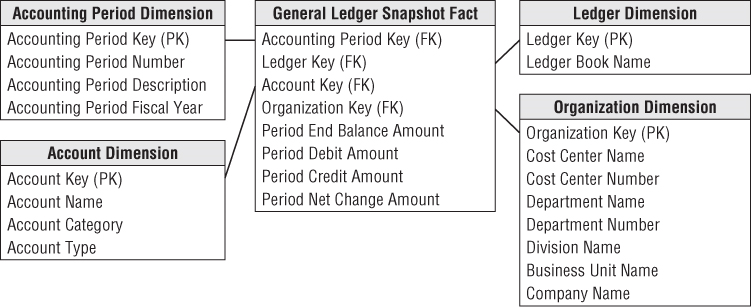 Accounting Period Dimension
Accounting Period Key (PK)
Accounting Period Number
Accounting Period Description
Accounting Period Fiscal Year
Account Dimension
Account Key (PK)
Account Name
Account Category
Account Type
General Ledger Snapshot Fact
Accounting Period Key (FK)
Ledger Key (FK)
Account Key (FK)
Organization Key (FK)
Period End Balance Amount
Period Debit Amount
Period Credit Amount
Period Net Change Amount
Ledger Dimension
Ledger Key (PK)
Ledger Book Name
Organization Dimension
Organization Key (PK)
Cost Center Name
Cost Center Number
Department Name
Department Number
Division Name
Business Unit Name
Company Name